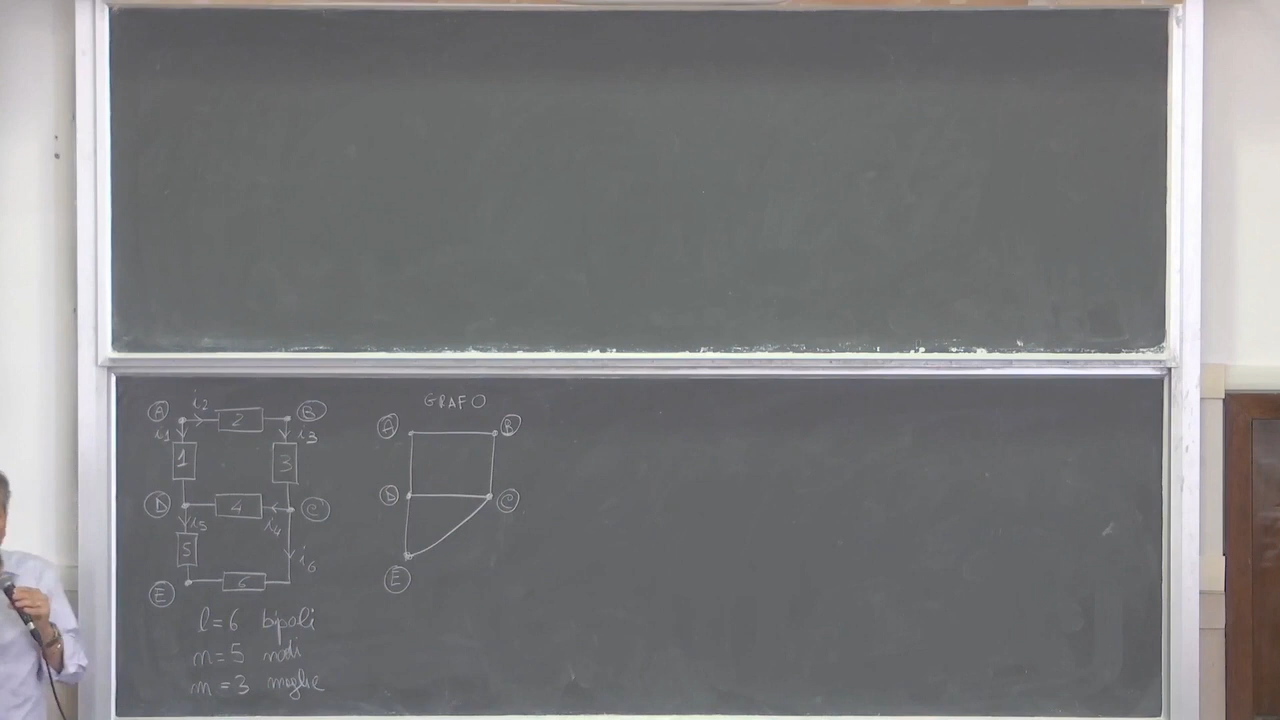 A i2 2 B
i1 i3
1 3
D 4 C
i5 i4
5 i6
E 6
l=6 bipoli
n=5 nodi
m=3 maglie
GRAFO
A B
D C
E